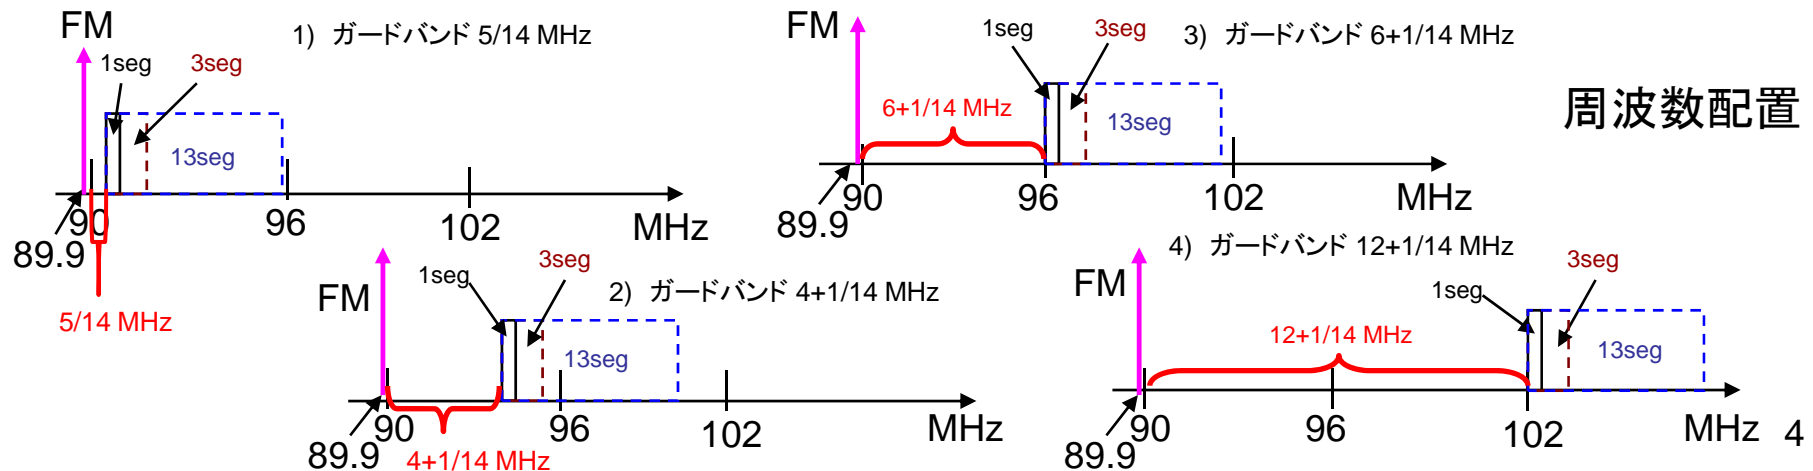 FM
1) ガードバンド 5/14 MHz
1seg
3seg
13seg
90
96
102
MHz
89.9
5/14 MHz
FM
1seg
3seg
2) ガードバンド 4+1/14 MHz
13seg
90
96
102
MHz
89.9
4+1/14 MHz
FM
1seg
3seg
3) ガードバンド 6+1/14 MHz
6+1/14 MHz
13seg
90
96
102
MHz
89.9
周波数配置
4) ガードバンド 12+1/14 MHz
FM
1seg
3seg
12+1/14 MHz
13seg
90
96
102
MHz
89.9
4